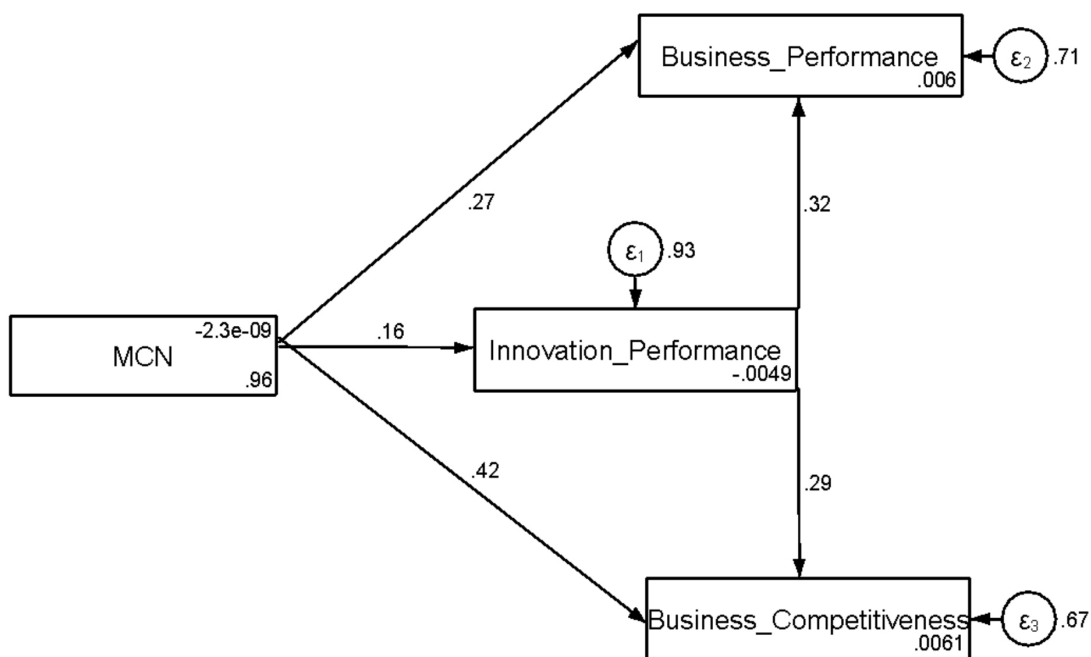 Business_Performance
.006
ε2
.71
.27
.32
ε1
.93
MCN
-2.3e-09
.96
.16
Innovation_Performance
-.0049
.42
.29
Business_Competitiveness
.0061
ε3
.67